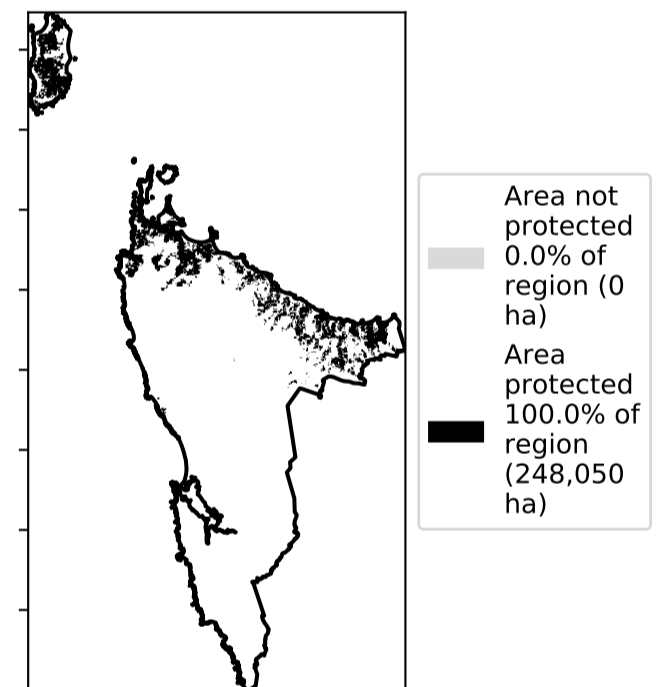 Area not
protected
0.0% of
region (0
ha)
Area
protected
100.0% of
region
(248,050
ha)